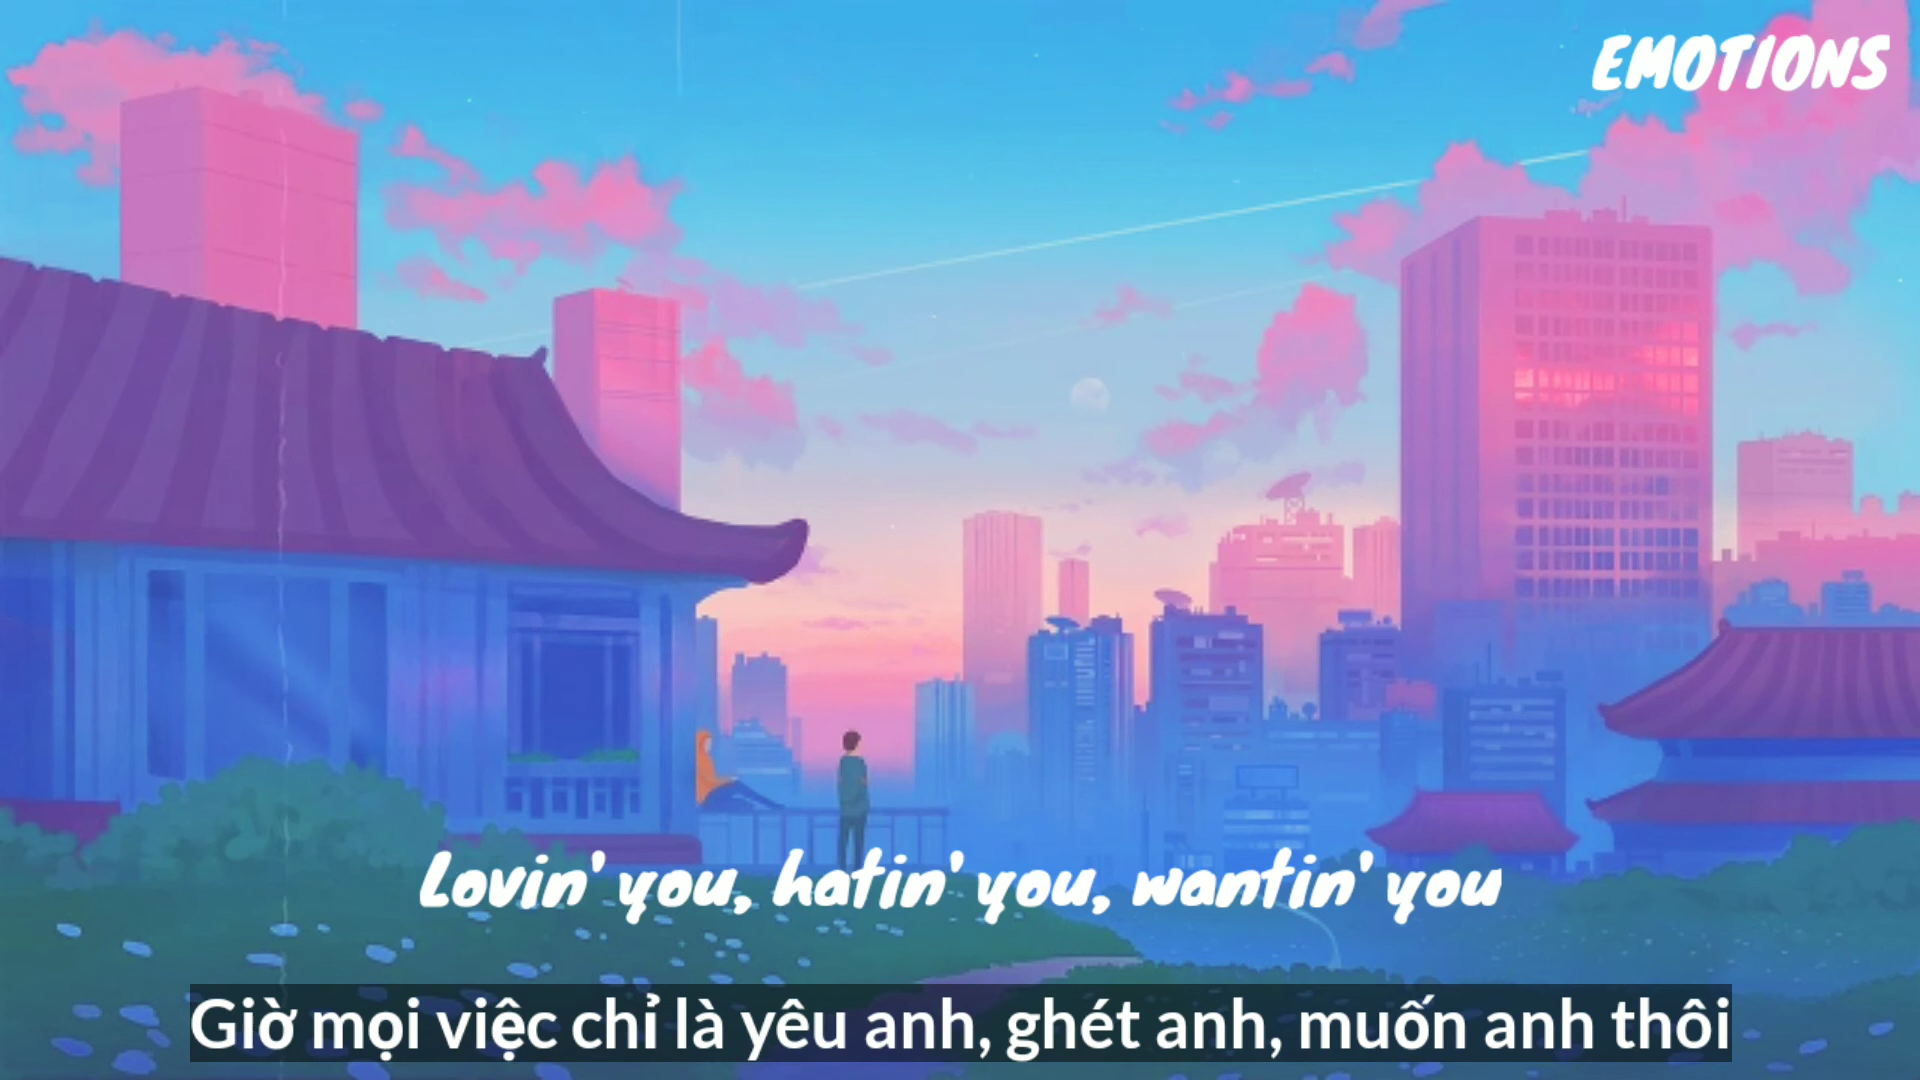 EMOTIONS
Lovin' you, hatin' you, wantin' you
Giờ mọi việc chỉ là yêu anh, ghét anh, muốn anh thôi